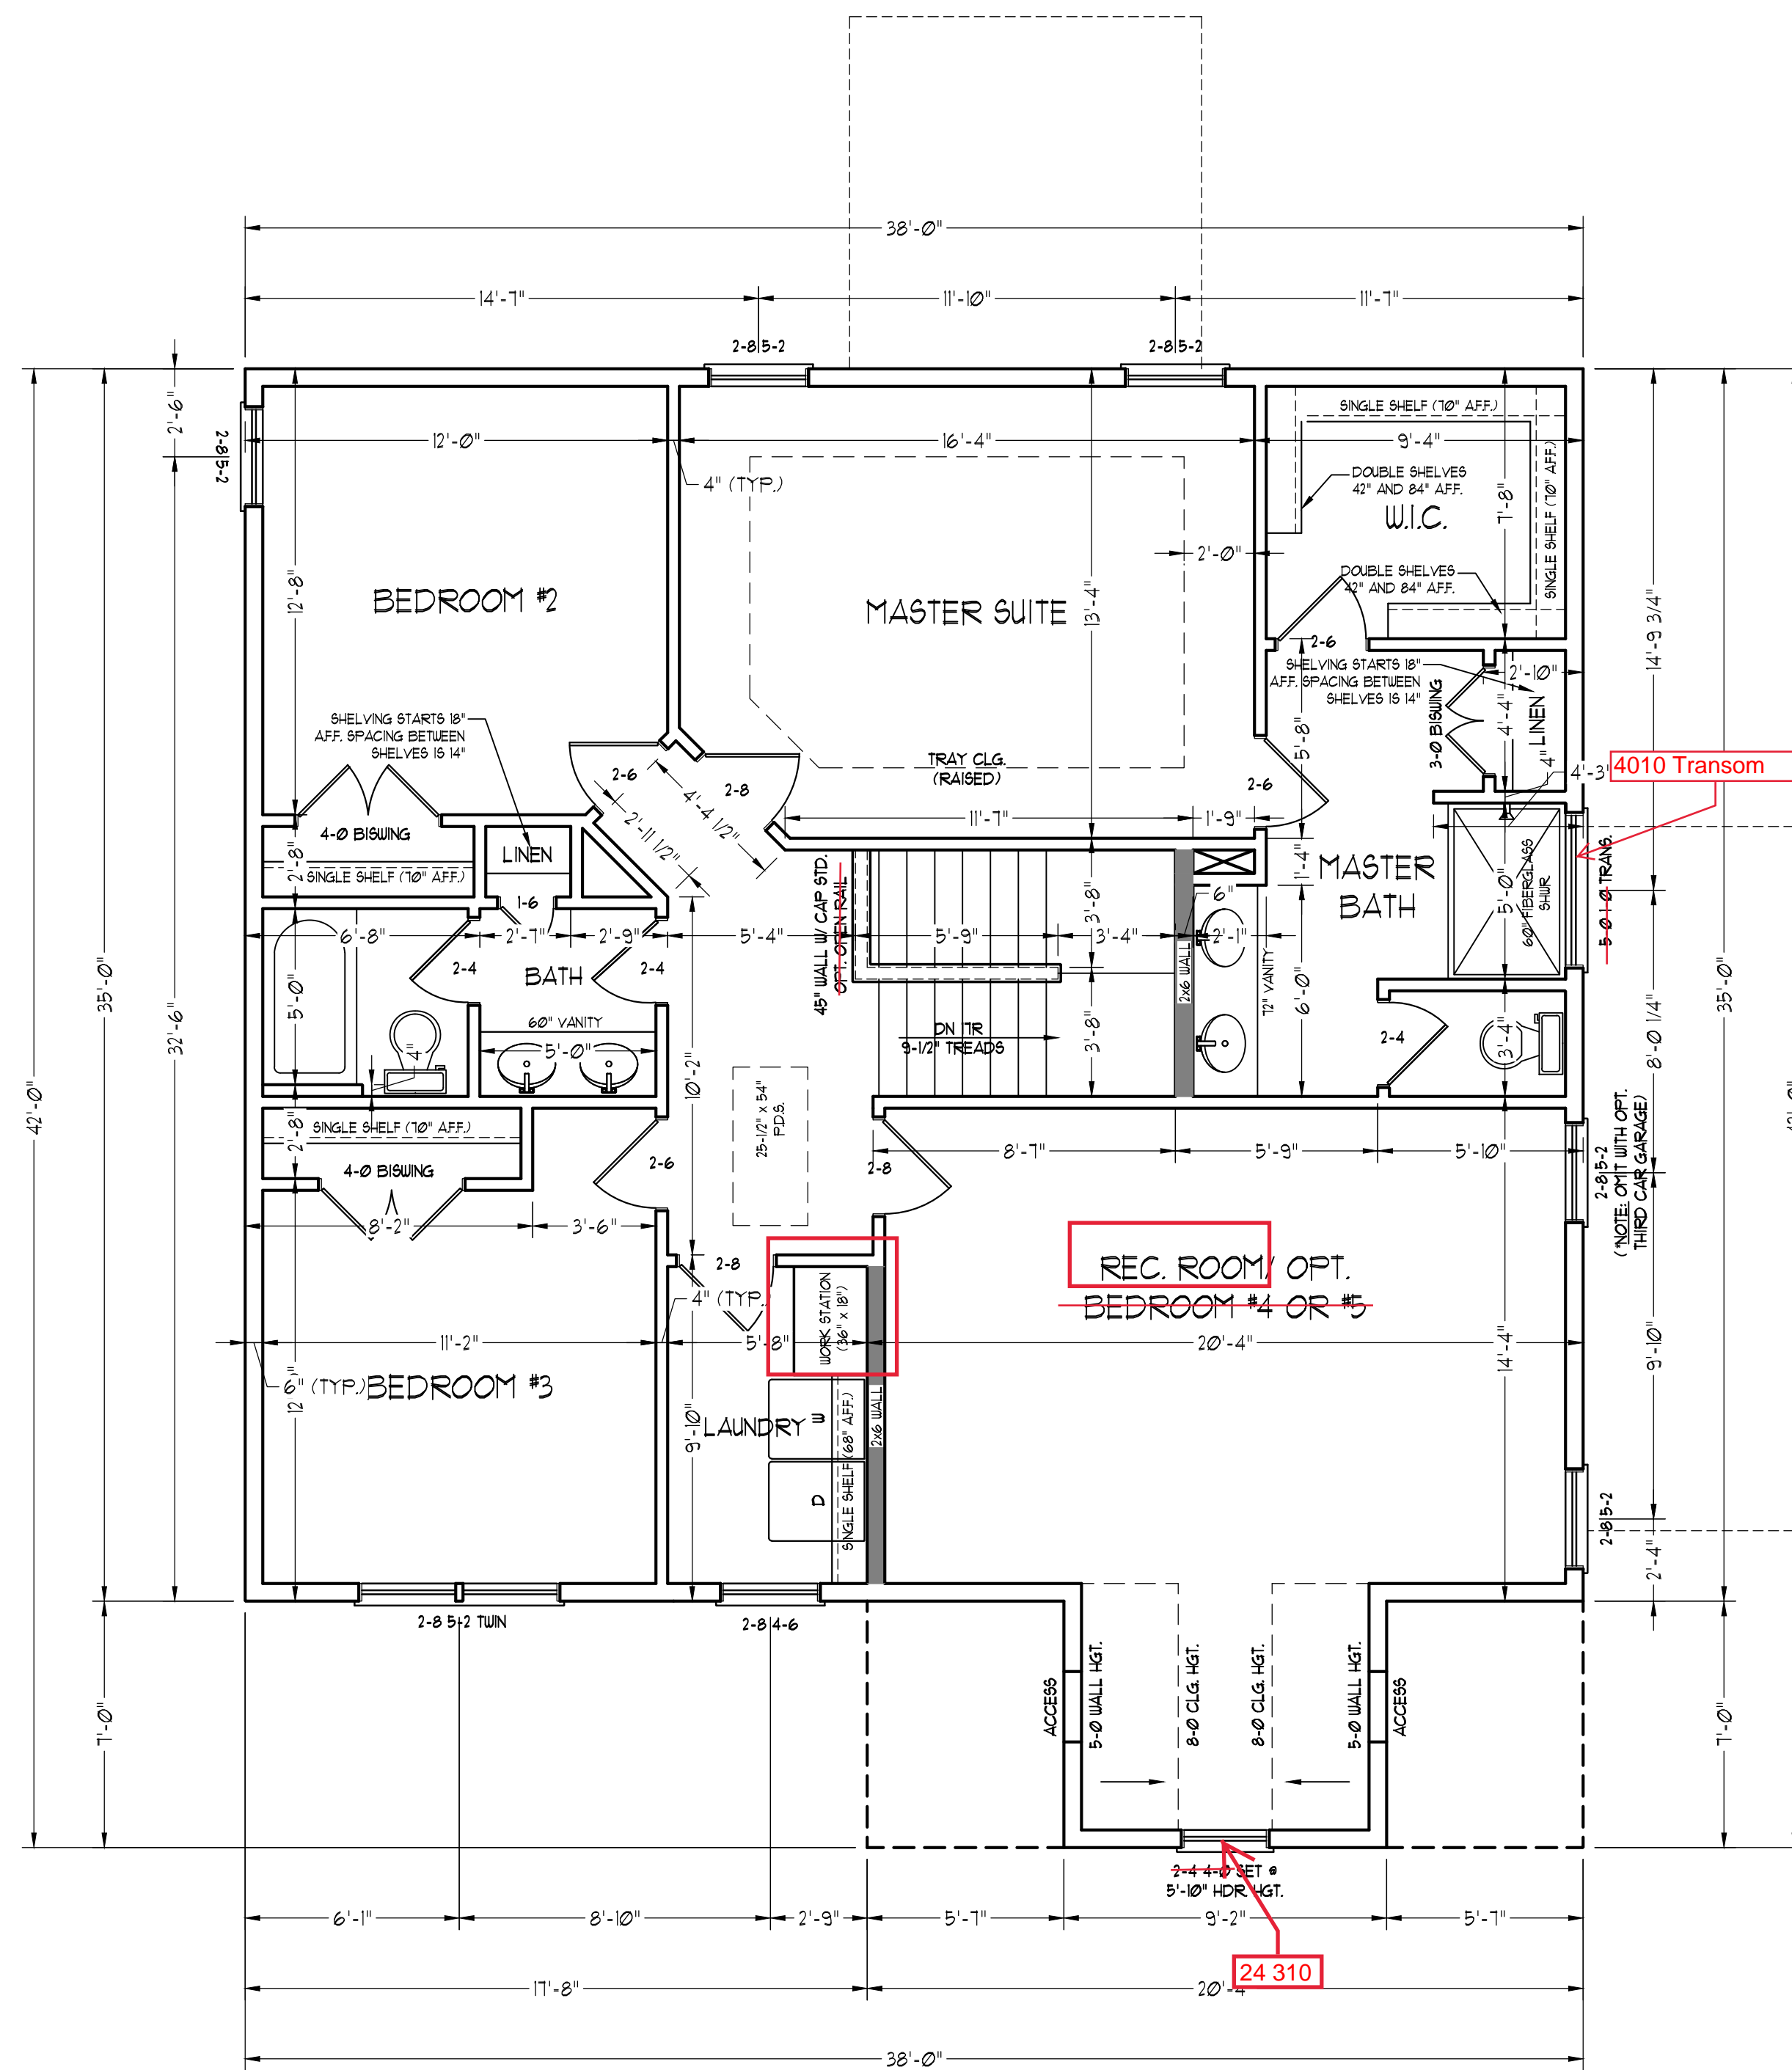 38'-0"
14'-7"
11'-10"
11'-7"
2-8 5-2
2-8 5-2
2'-6"
2-8 5-2
12'-0"
16'-4"
9'-4"
4" (TYP.)
SINGLE SHELF (70" A.F.F.)
SINGLE SHELF (70" A.F.F.)
DOUBLE SHELVES
42" AND 84" A.F.F.
W.I.C.
7'-8"
2'-0"
DOUBLE SHELVES
42" AND 84" A.F.F.
12'-8"
BEDROOM #2
MASTER SUITE
13'-4"
14'-9 3/4"
2-6
SHELVING STARTS 18"
A.F.F. SPACING BETWEEN
SHELVES IS 14"
2'-10"
3-0 BISWING
4'-4"
LINEN
5'-8"
SHELVING STARTS 18"
A.F.F. SPACING BETWEEN
SHELVES IS 14"
TRAY CLG.
(RAISED)
2-6
2-8
2-6
4'-4 1/2"
2'-11 1/2"
4"
4'-3"
4010 Transom
11'-7"
1'-9"
4-0 BISWING
2'-8"
SINGLE SHELF (70" A.F.F.)
LINEN
1-6
45" WALL W/ CAP STD.
OPT. OPEN RAIL
3'-8"
1'-4"
MASTER
BATH
5'-0"
60" FIBERGLASS
SHWR
5-0 1-0 TRANS.
6"
6'-8"
2'-7"
2'-9"
5'-4"
5'-9"
3'-4"
2'-1"
2-4
BATH
2-4
5'-0"
60" VANITY
5'-0"
4"
2x6 WALL
72" VANITY
6'-0"
DN 7R
9-1/2" TREADS
3'-8"
2-4
3'-4"
8'-0 1/4"
35'-0"
35'-0"
32'-6"
42'-0"
10'-2"
25-1/2" x 54"
P.D.S.
2'-8"
SINGLE SHELF (70" A.F.F.)
4-0 BISWING
2-6
2-8
8'-7"
5'-9"
5'-10"
2-8 5-2
(*NOTE: OMIT WITH OPT.
THIRD CAR GARAGE)
8'-2"
3'-6"
2-8
REC. ROOM/ OPT.
BEDROOM #4 OR #5
4" (TYP.)
WORK STATION
(36" x 18")
11'-2"
5'-8"
20'-4"
14'-4"
9'-10"
6" (TYP.)
BEDROOM #3
12'
9'-10"
LAUNDRY
W
D
SINGLE SHELF (68" A.F.F.)
2x6 WALL
2-8 5-2
2'-4"
2-8 5-2 TWIN
2-8 4-6
7'-0"
7'-0"
ACCESS
5-0 WALL HGT.
8-0 CLG. HGT.
8-0 CLG. HGT.
5-0 WALL HGT.
ACCESS
2-4 4-0 SET @
5'-10" HDR. HGT.
6'-1"
8'-10"
2'-9"
5'-7"
9'-2"
5'-7"
24 310
17'-8"
20'-4"
38'-0"